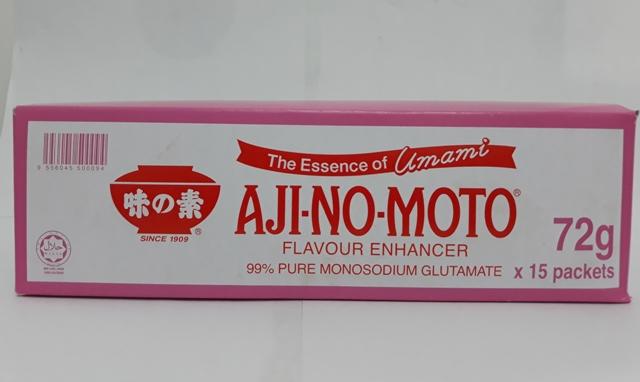 The Essence of Umami
9 556045 500094
味の素
®
SINCE 1909
AJI-NO-MOTO®
FLAVOUR ENHANCER
99% PURE MONOSODIUM GLUTAMATE
72g
x 15 packets
حلال